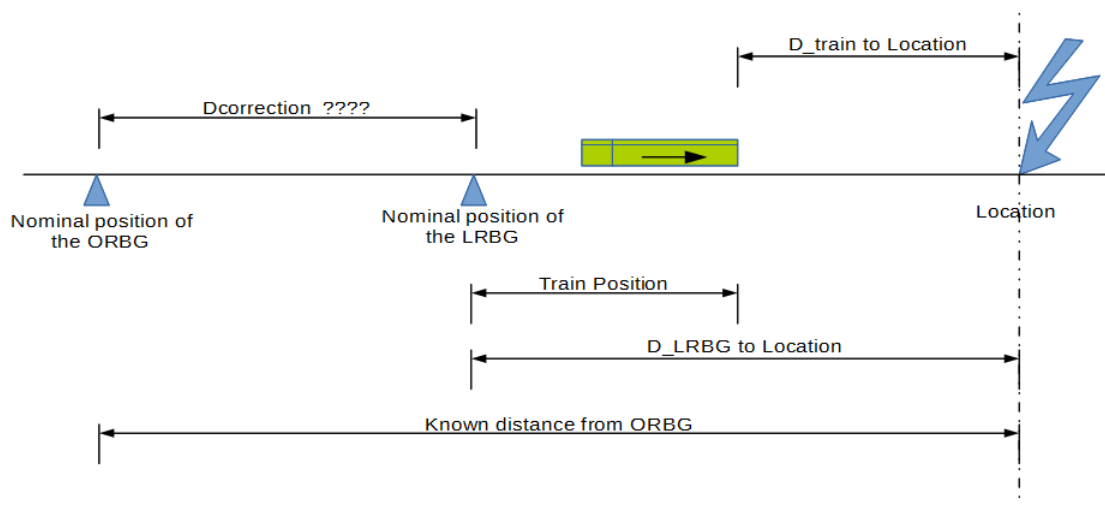 D_train to Location
Dcorrection ????
Nominal position of
the ORBG
Nominal position of
the LRBG
Location
Train Position
D_LRBG to Location
Known distance from ORBG